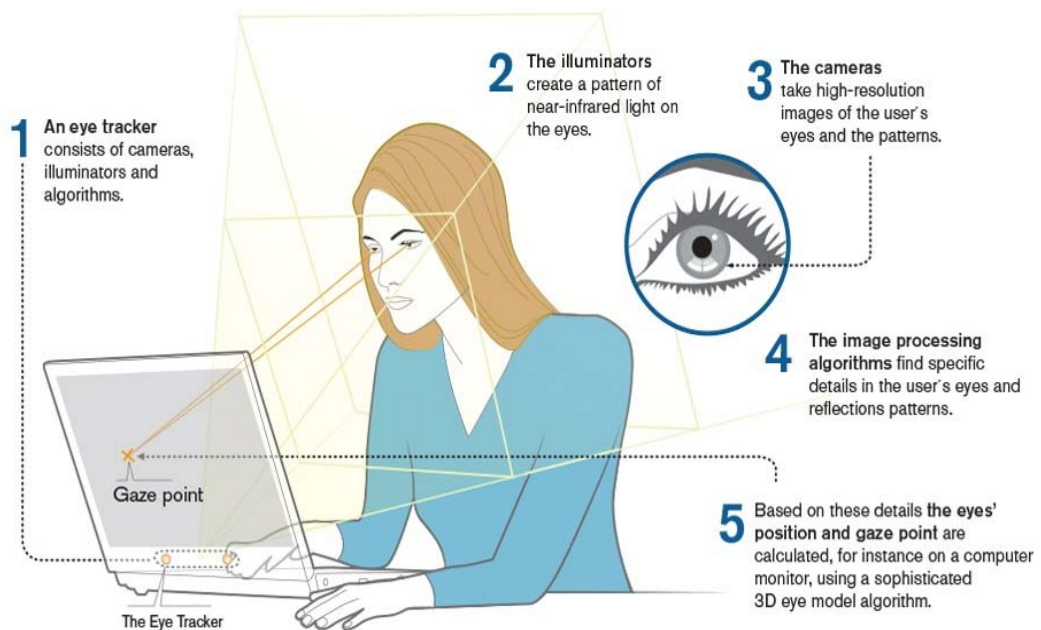 1
An eye tracker
consists of cameras,
illuminators and
algorithms.
2
The illuminators
create a pattern of
near-infrared light on
the eyes.
3
The cameras
take high-resolution
images of the user´s
eyes and the patterns.
4
The image processing
algorithms find specific
details in the user´s eyes and
reflections patterns.
5
Based on these details the eyes’
position and gaze point are
calculated, for instance on a computer
monitor, using a sophisticated
3D eye model algorithm.
Gaze point
The Eye Tracker